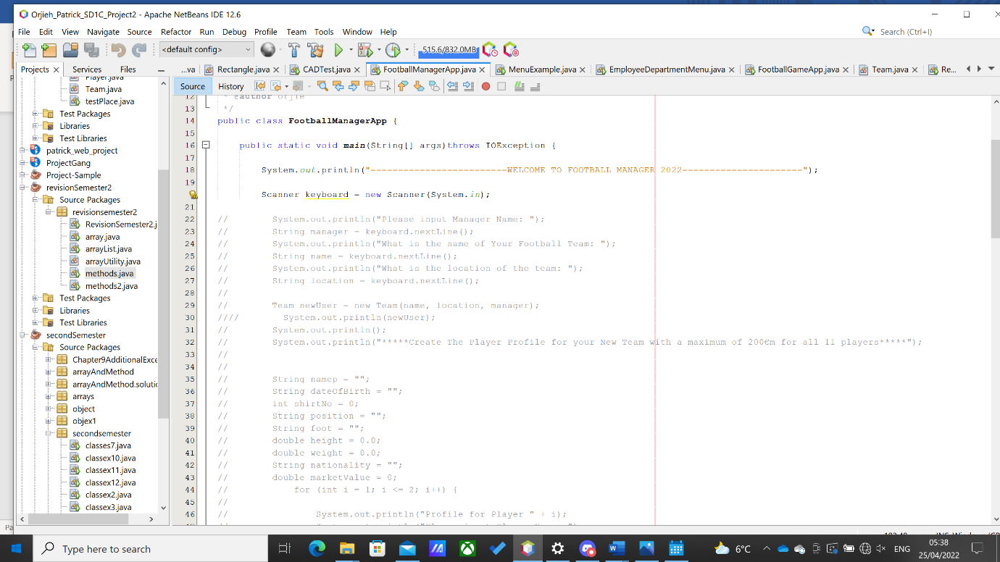 Orjieh_Patrick_SD1C_Project2 - Apache NetBeans IDE 12.6
File Edit View Navigate Source Refactor Run Debug Profile Team Tools Window Help
Search (Ctrl+I)
<default config>
515.6/832.0MB
Projects Services Files
...va Rectangle.java CADTest.java FootballManagerApp.java MenuExample.java EmployeeDepartmentMenu.java FootballGameApp.java Team.java Re...
Source History
Player.java
Team.java
testPlace.java
Test Packages
Libraries
Test Libraries
patrick_web_project
ProjectGang
Project-Sample
revisionSemester2
Source Packages
revisionsemester2
RevisionSemester2.j
array.java
arrayList.java
arrayUtility.java
methods.java
methods2.java
Test Packages
Libraries
Test Libraries
secondSemester
Source Packages
Chapter9AdditionalExce
arrayAndMethod
arrayAndMethod.solutic
arrays
object
objex1
secondsemester
classes7.java
classex10.java
classex11.java
classex12.java
classex2.java
classex3.java
12 * @author Orjie
13 */
14 public class FootballManagerApp {
15
16 public static void main(String[] args)throws IOException {
17
18 System.out.println("-------------------------WELCOME TO FOOTBALL MANAGER 2022----------------------");
19
Scanner keyboard = new Scanner(System.in);
21
22 // System.out.println("Please input Manager Name: ");
23 // String manager = keyboard.nextLine();
24 // System.out.println("What is the name of Your Football Team: ");
25 // String name = keyboard.nextLine();
26 // System.out.println("What is the location of the team: ");
27 // String location = keyboard.nextLine();
28 //
29 // Team newUser = new Team(name, location, manager);
30 //// System.out.println(newUser);
31 // System.out.println();
32 // System.out.println("*****Create The Player Profile for your New Team with a maximum of 200€m for all 11 players*****");
33 //
34 //
35 // String namep = "";
36 // String dateOfBirth = "";
37 // int shirtNo = 0;
38 // String position = "";
39 // String foot = "";
40 // double height = 0.0;
41 // double weight = 0.0;
42 // String nationality = "";
43 // double marketValue = 0;
44 // for (int i = 1; i <= 2; i++) {
45 //
46 // System.out.println("Profile for Player " + i);
Type here to search
6°C
ENG
05:38
25/04/2022